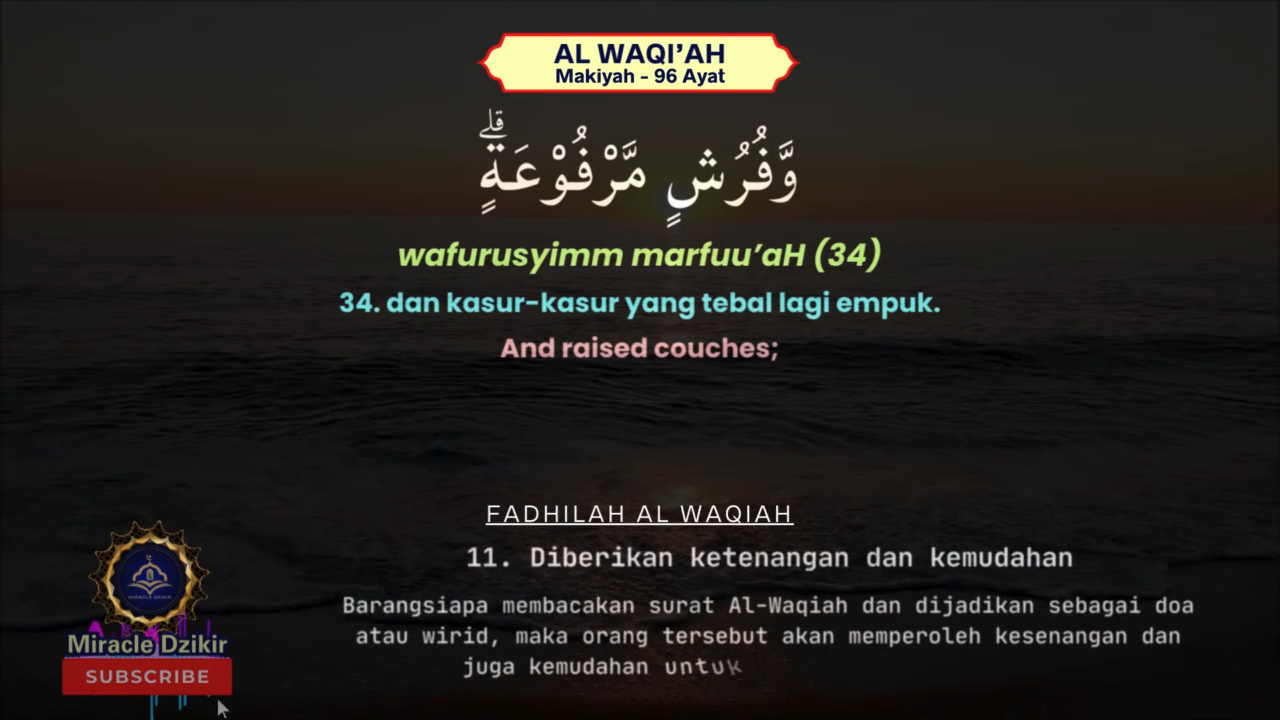 AL WAQI’AH
Makiyah - 96 Ayat
وَّفُرُشٍ مَّرْفُوْعَةٍۗ
wafurusyimm marfuu’aH (34)
34. dan kasur-kasur yang tebal lagi empuk.
And raised couches;
FADHILAH AL WAQIAH
11. Diberikan ketenangan dan kemudahan
Barangsiapa membacakan surat Al-Waqiah dan dijadikan sebagai doa
atau wirid, maka orang tersebut akan memperoleh kesenangan dan
juga kemudahan untuk
MIRACLE DZIKIR
Miracle Dzikir
SUBSCRIBE